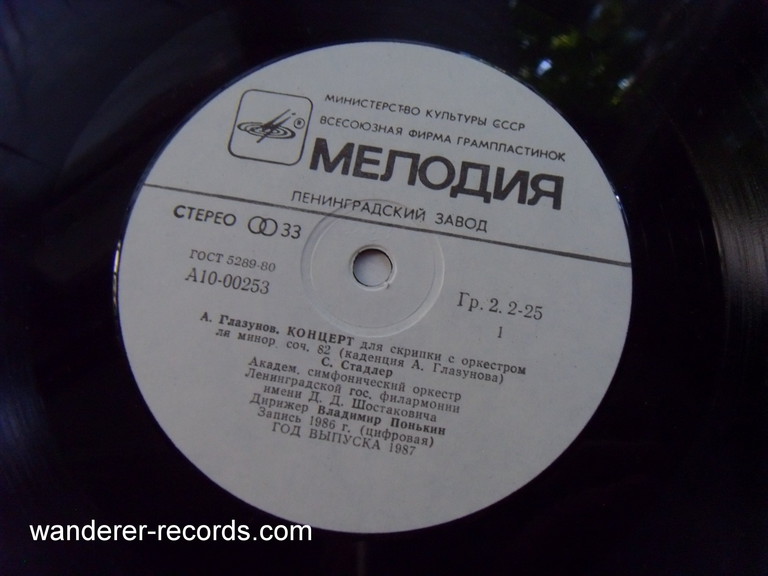 МИНИСТЕРСТВО КУЛЬТУРЫ СССР
ВСЕСОЮЗНАЯ ФИРМА ГРАМПЛАСТИНОК
® МЕЛОДИЯ
ЛЕНИНГРАДСКИЙ ЗАВОД
СТЕРЕО 33
ГОСТ 5289-80
А10-00253
Гр. 2. 2-25
1
А. Глазунов. КОНЦЕРТ для скрипки с оркестром
ля минор, соч. 82 (каденция А. Глазунова)
С. Стадлер
Академ. симфонический оркестр
Ленинградской гос. филармонии
имени Д. Д. Шостаковича
Дирижер Владимир Понькин
Запись 1986 г. (цифровая)
ГОД ВЫПУСКА 1987
wanderer-records.com